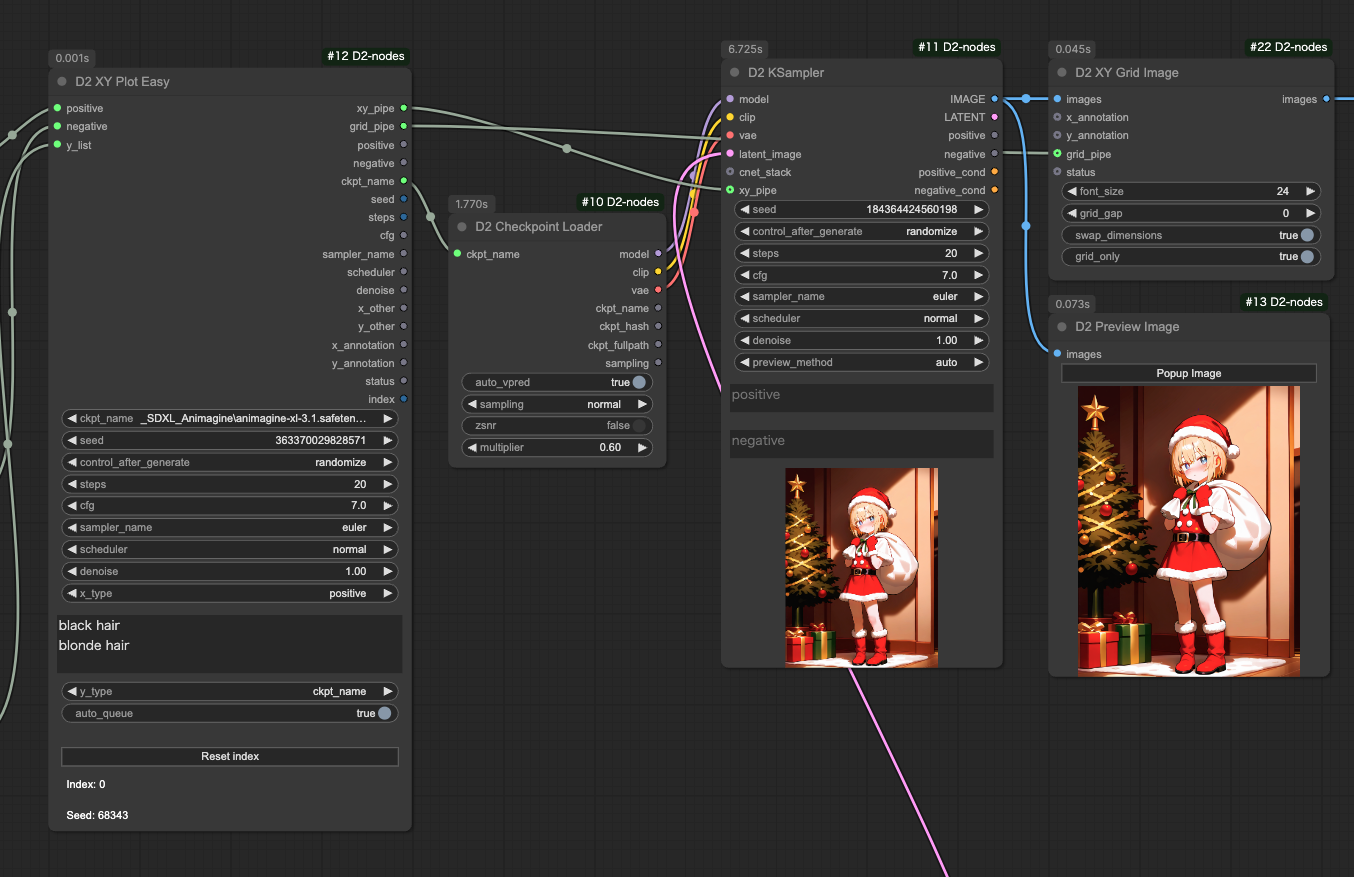 0.001s
#12 D2-nodes
D2 XY Plot Easy
positive
negative
y_list
xy_pipe
grid_pipe
positive
negative
ckpt_name
seed
steps
cfg
sampler_name
scheduler
denoise
x_other
y_other
x_annotation
y_annotation
status
index
ckpt_name _SDXL_Animagine\animagine-xl-3.1.safeten...
seed 363370029828571
control_after_generate randomize
steps 20
cfg 7.0
sampler_name euler
scheduler normal
denoise 1.00
x_type positive
black hair
blonde hair
y_type ckpt_name
auto_queue true
Reset index
Index: 0
Seed: 68343
1.770s
#10 D2-nodes
D2 Checkpoint Loader
ckpt_name
model
clip
vae
ckpt_name
ckpt_hash
ckpt_fullpath
sampling
auto_vpred true
sampling normal
zsnr false
multiplier 0.60
6.725s
#11 D2-nodes
D2 KSampler
model
clip
vae
latent_image
cnet_stack
xy_pipe
IMAGE
LATENT
positive
negative
positive_cond
negative_cond
seed 184364424560198
control_after_generate randomize
steps 20
cfg 7.0
sampler_name euler
scheduler normal
denoise 1.00
preview_method auto
positive
negative
0.045s
#22 D2-nodes
D2 XY Grid Image
images
x_annotation
y_annotation
grid_pipe
status
images
font_size 24
grid_gap 0
swap_dimensions true
grid_only true
0.073s
#13 D2-nodes
D2 Preview Image
images
Popup Image